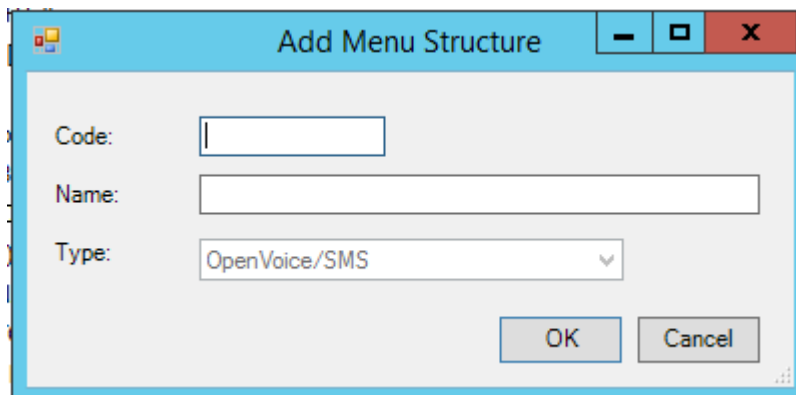 Add Menu Structure
Code:
Name:
Type:
OpenVoice/SMS
OK
Cancel